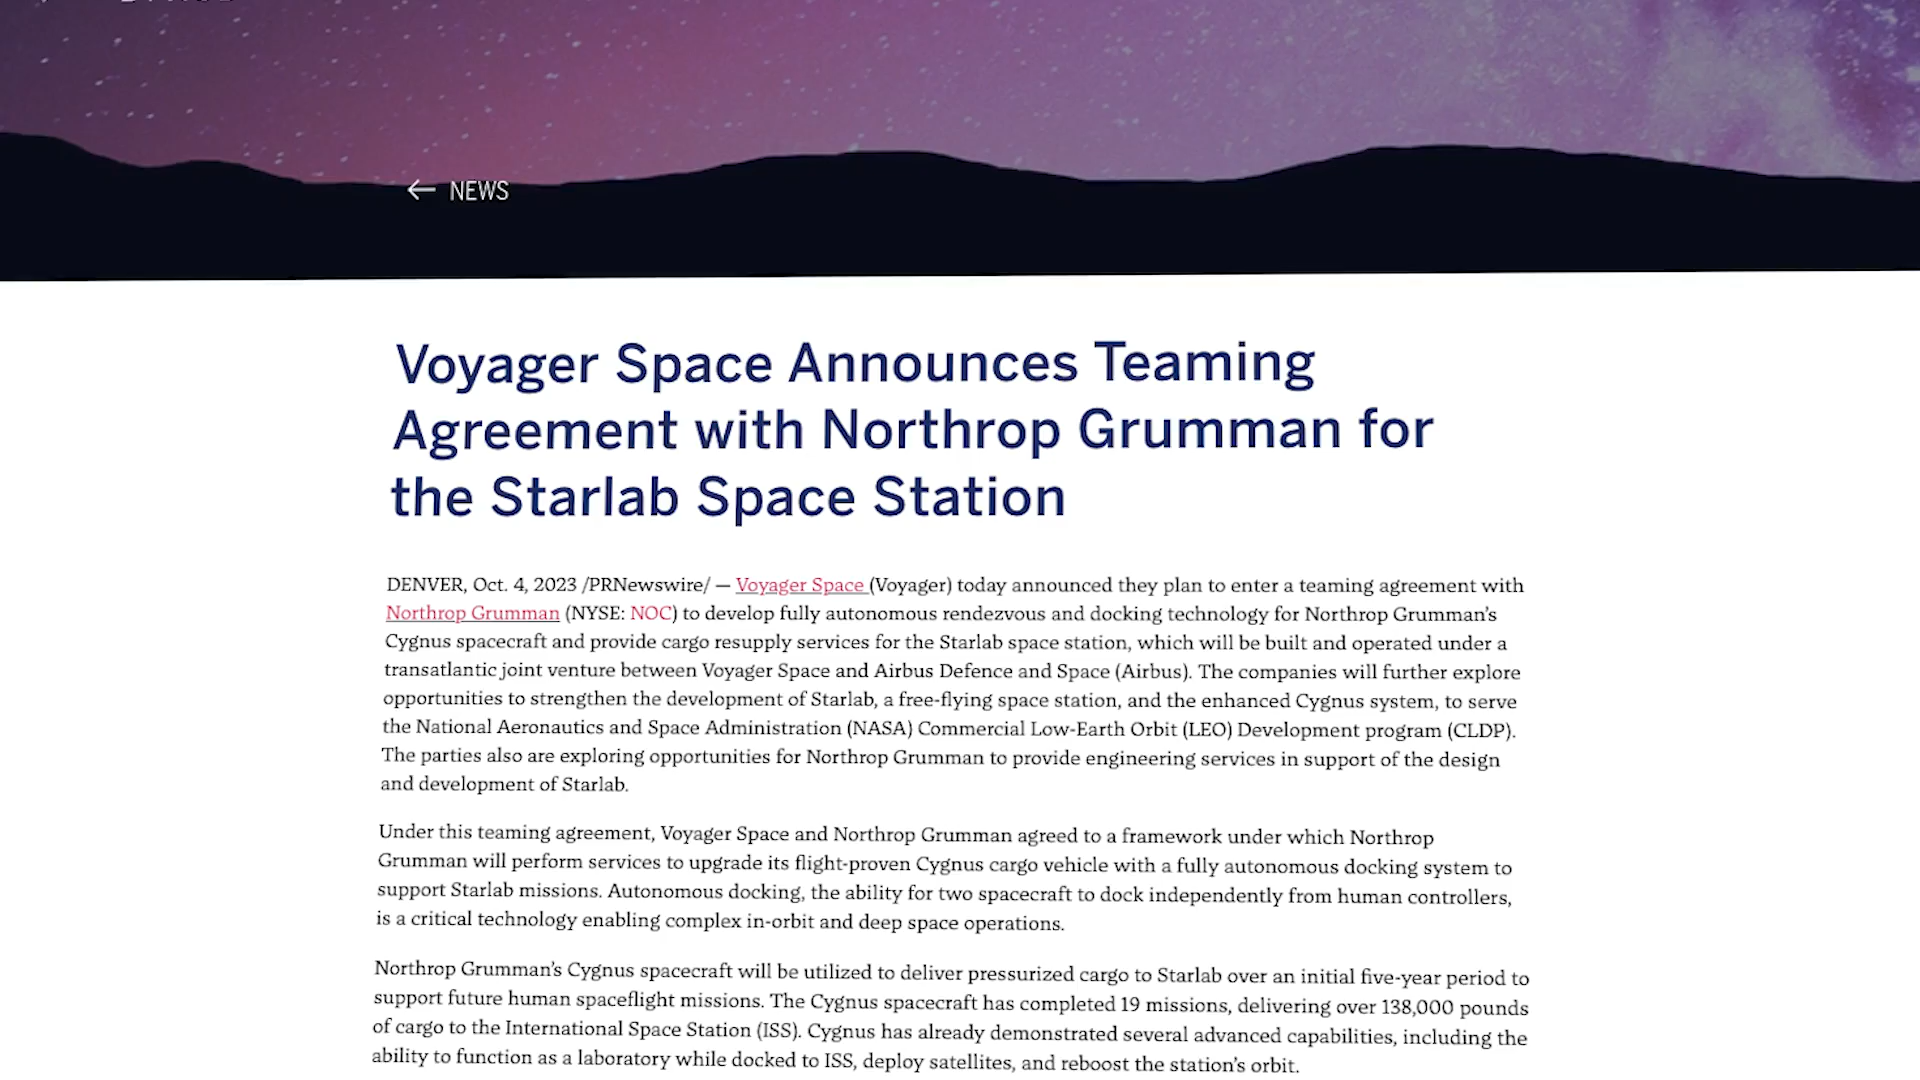 NEWS
Voyager Space Announces Teaming
Agreement with Northrop Grumman for
the Starlab Space Station
DENVER, Oct. 4, 2023 /PRNewswire/ — Voyager Space (Voyager) today announced they plan to enter a teaming agreement with
Northrop Grumman (NYSE: NOC) to develop fully autonomous rendezvous and docking technology for Northrop Grumman’s
Cygnus spacecraft and provide cargo resupply services for the Starlab space station, which will be built and operated under a
transatlantic joint venture between Voyager Space and Airbus Defence and Space (Airbus). The companies will further explore
opportunities to strengthen the development of Starlab, a free-flying space station, and the enhanced Cygnus system, to serve
the National Aeronautics and Space Administration (NASA) Commercial Low-Earth Orbit (LEO) Development program (CLDP).
The parties also are exploring opportunities for Northrop Grumman to provide engineering services in support of the design
and development of Starlab.
Under this teaming agreement, Voyager Space and Northrop Grumman agreed to a framework under which Northrop
Grumman will perform services to upgrade its flight-proven Cygnus cargo vehicle with a fully autonomous docking system to
support Starlab missions. Autonomous docking, the ability for two spacecraft to dock independently from human controllers,
is a critical technology enabling complex in-orbit and deep space operations.
Northrop Grumman’s Cygnus spacecraft will be utilized to deliver pressurized cargo to Starlab over an initial five-year period to
support future human spaceflight missions. The Cygnus spacecraft has completed 19 missions, delivering over 138,000 pounds
of cargo to the International Space Station (ISS). Cygnus has already demonstrated several advanced capabilities, including the
ability to function as a laboratory while docked to ISS, deploy satellites, and reboost the station’s orbit.